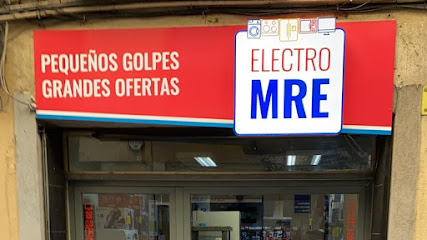 PEQUEÑOS GOLPES
GRANDES OFERTAS
ELECTRO
MRE